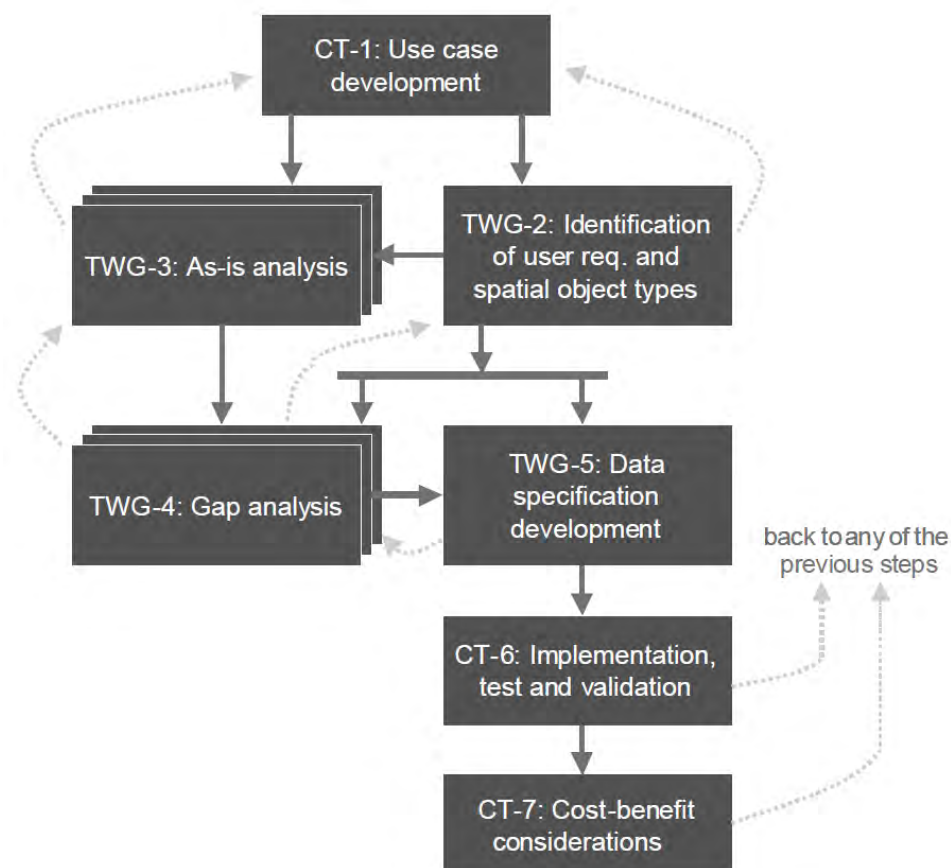 CT-1: Use case
development
TWG-3: As-is analysis
TWG-2: Identification
of user req. and
spatial object types
TWG-4: Gap analysis
TWG-5: Data
specification
development
back to any of the
previous steps
CT-6: Implementation,
test and validation
CT-7: Cost-benefit
considerations